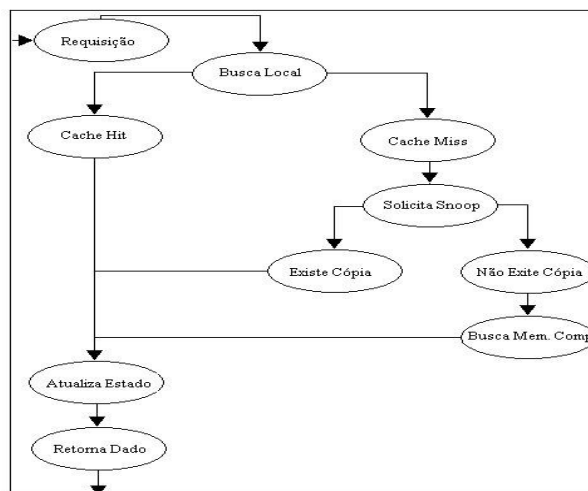 Requisição
Busca Local
Cache Hit
Cache Miss
Solicita Snoop
Existe Cópia
Não Exite Cópia
Busca Mem. Comp
Atualiza Estado
Retorna Dado